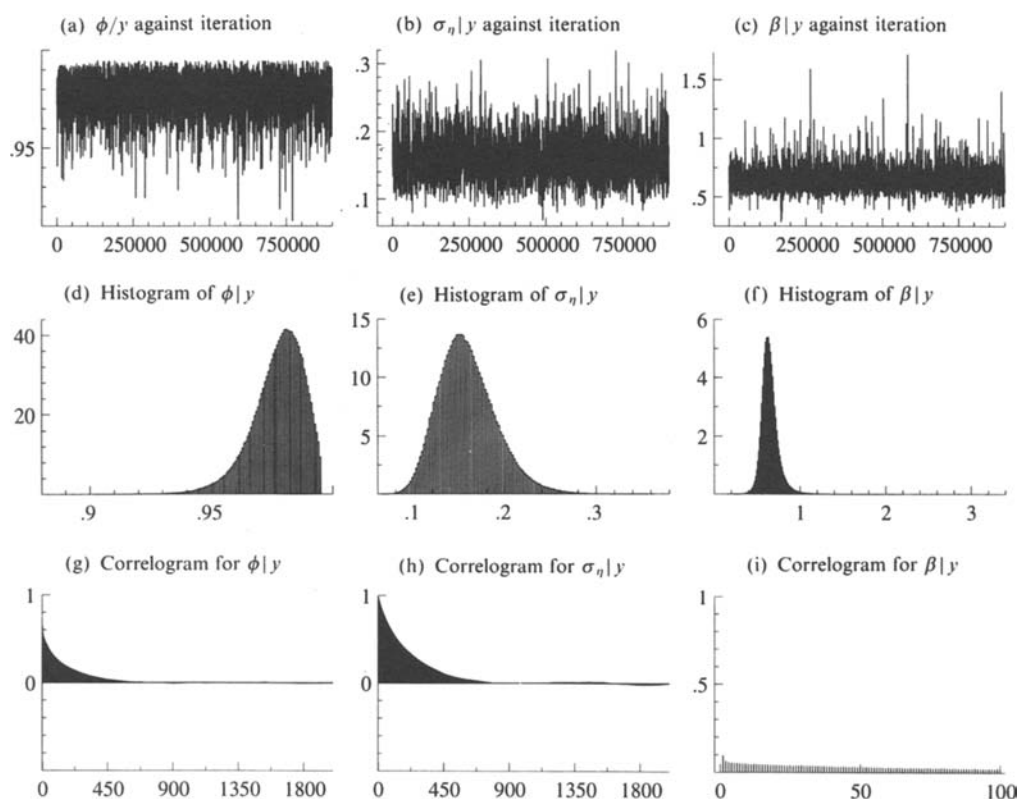 (a) ϕ/y against iteration
(b) σ_η|y against iteration
(c) β|y against iteration
.95
0 250000 500000 750000
.3
.2
.1
0 250000 500000 750000
1.5
1
.5
0 250000 500000 750000
(d) Histogram of ϕ|y
(e) Histogram of σ_η|y
(f) Histogram of β|y
40
20
.9 .95
15
10
5
.1 .2 .3
6
4
2
1 2 3
(g) Correlogram for ϕ|y
(h) Correlogram for σ_η|y
(i) Correlogram for β|y
1
0
0 450 900 1350 1800
1
0
0 450 900 1350 1800
1
.5
0 50 100